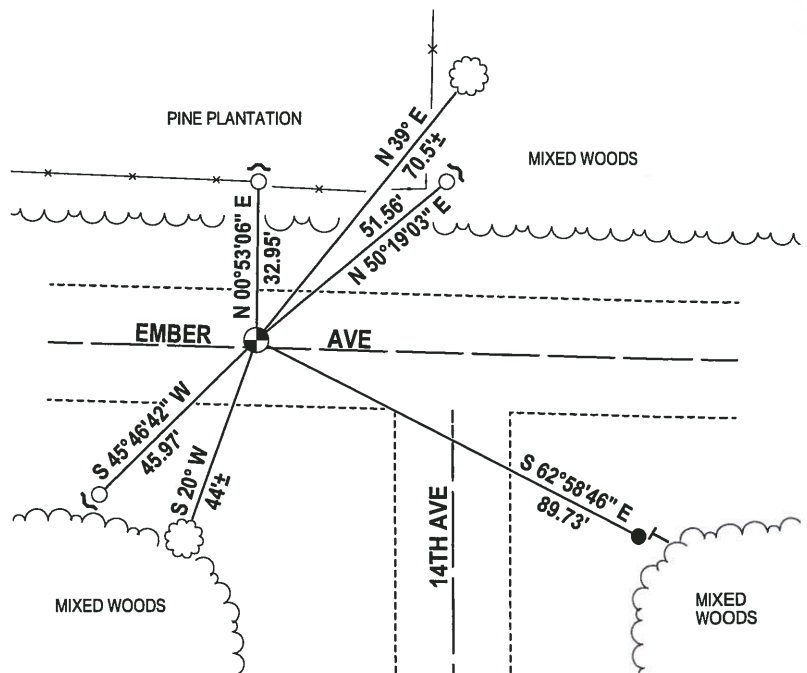 PINE PLANTATION
N 39° E
70.5'±
MIXED WOODS
N 00°53'06" E
32.95'
51.56'
N 50°19'03" E
EMBER AVE
S 45°46'42" W
45.97'
S 20° W
44'±
S 62°58'46" E
89.73'
14TH AVE
MIXED WOODS
MIXED
WOODS